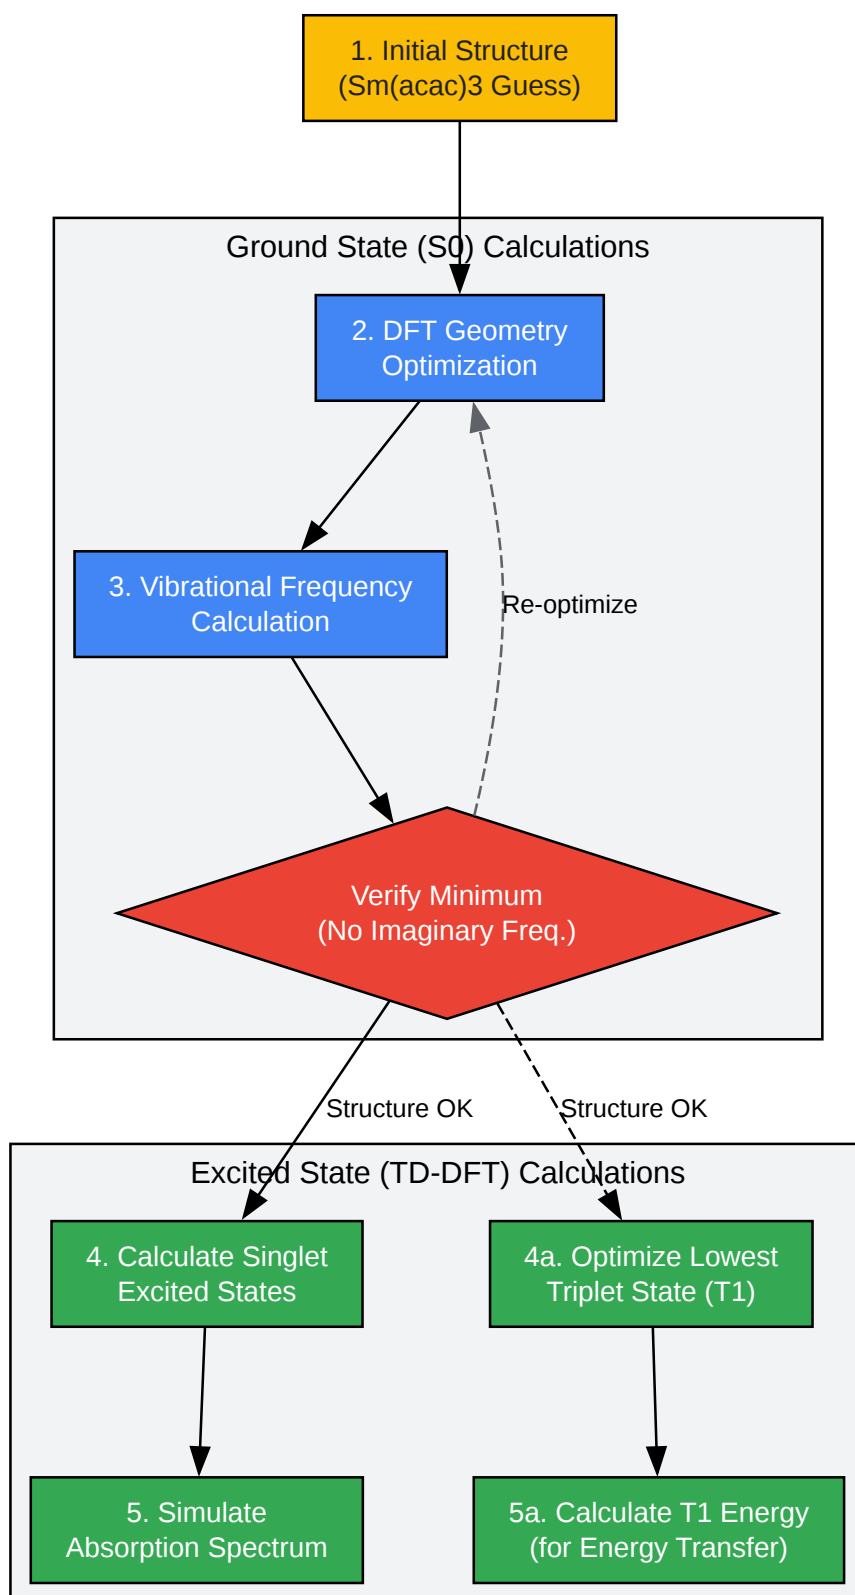 1. Initial Structure
(Sm(acac)3 Guess)
Ground State (S0) Calculations
2. DFT Geometry
Optimization
3. Vibrational Frequency
Calculation
Re-optimize
Verify Minimum
(No Imaginary Freq.)
Structure OK
Structure OK
Excited State (TD-DFT) Calculations
4. Calculate Singlet
Excited States
4a. Optimize Lowest
Triplet State (T1)
5. Simulate
Absorption Spectrum
5a. Calculate T1 Energy
(for Energy Transfer)